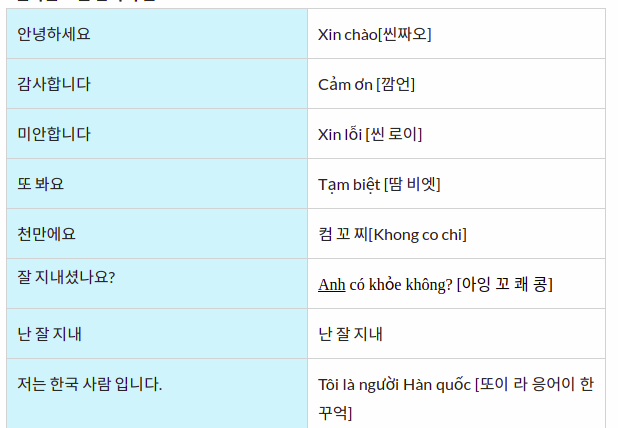 안녕하세요 Xin chào[씬짜오]
감사합니다 Cảm ơn [깜언]
미안합니다 Xin lỗi [씬 로이]
또 봐요 Tạm biệt [땀 비엣]
천만에요 컴 꼬 찌[Khong co chi]
잘 지내셨나요? Anh có khỏe không? [아잉 꼬 쾌 콩]
난 잘 지내 난 잘 지내
저는 한국 사람 입니다. Tôi là người Hàn quốc [또이 라 응어이 한
꾸억]